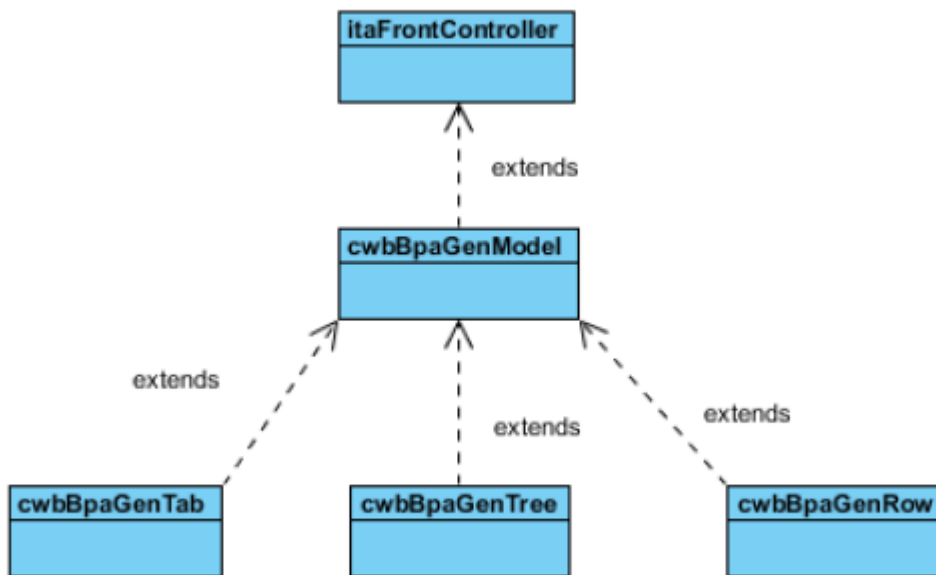 itaFrontController
extends
cwbBpaGenModel
extends
extends
extends
cwbBpaGenTab
cwbBpaGenTree
cwbBpaGenRow